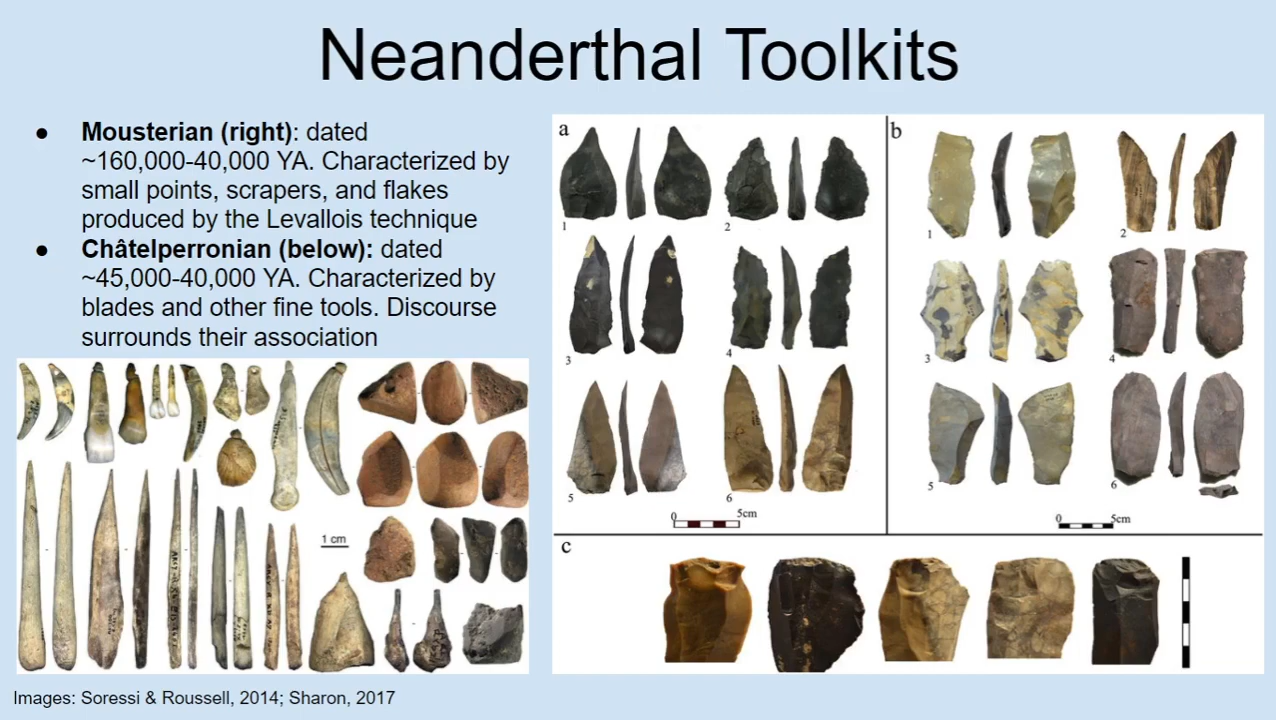 Neanderthal Toolkits
● Mousterian (right): dated
~160,000-40,000 YA. Characterized by
small points, scrapers, and flakes
produced by the Levallois technique
● Châtelperronian (below): dated
~45,000-40,000 YA. Characterized by
blades and other fine tools. Discourse
surrounds their association
1 cm
Images: Soressi & Roussell, 2014; Sharon, 2017
a
1
2
3
4
5
6
0 5cm
b
1
2
3
4
5
6
0 5cm
c